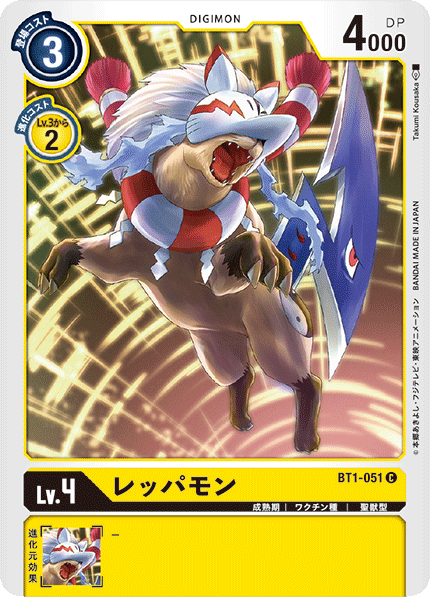 DIGIMON
登場コスト
3
DP
4000
進化コスト
Lv.3から
2
Takumi Kousaka
BANDAI MADE IN JAPAN
© 本郷あきよし・フジテレビ・東映アニメーション
BT1-051 C
Lv.4
レッパモン
成熟期 | ワクチン種 | 聖獣型
進化元効果
-